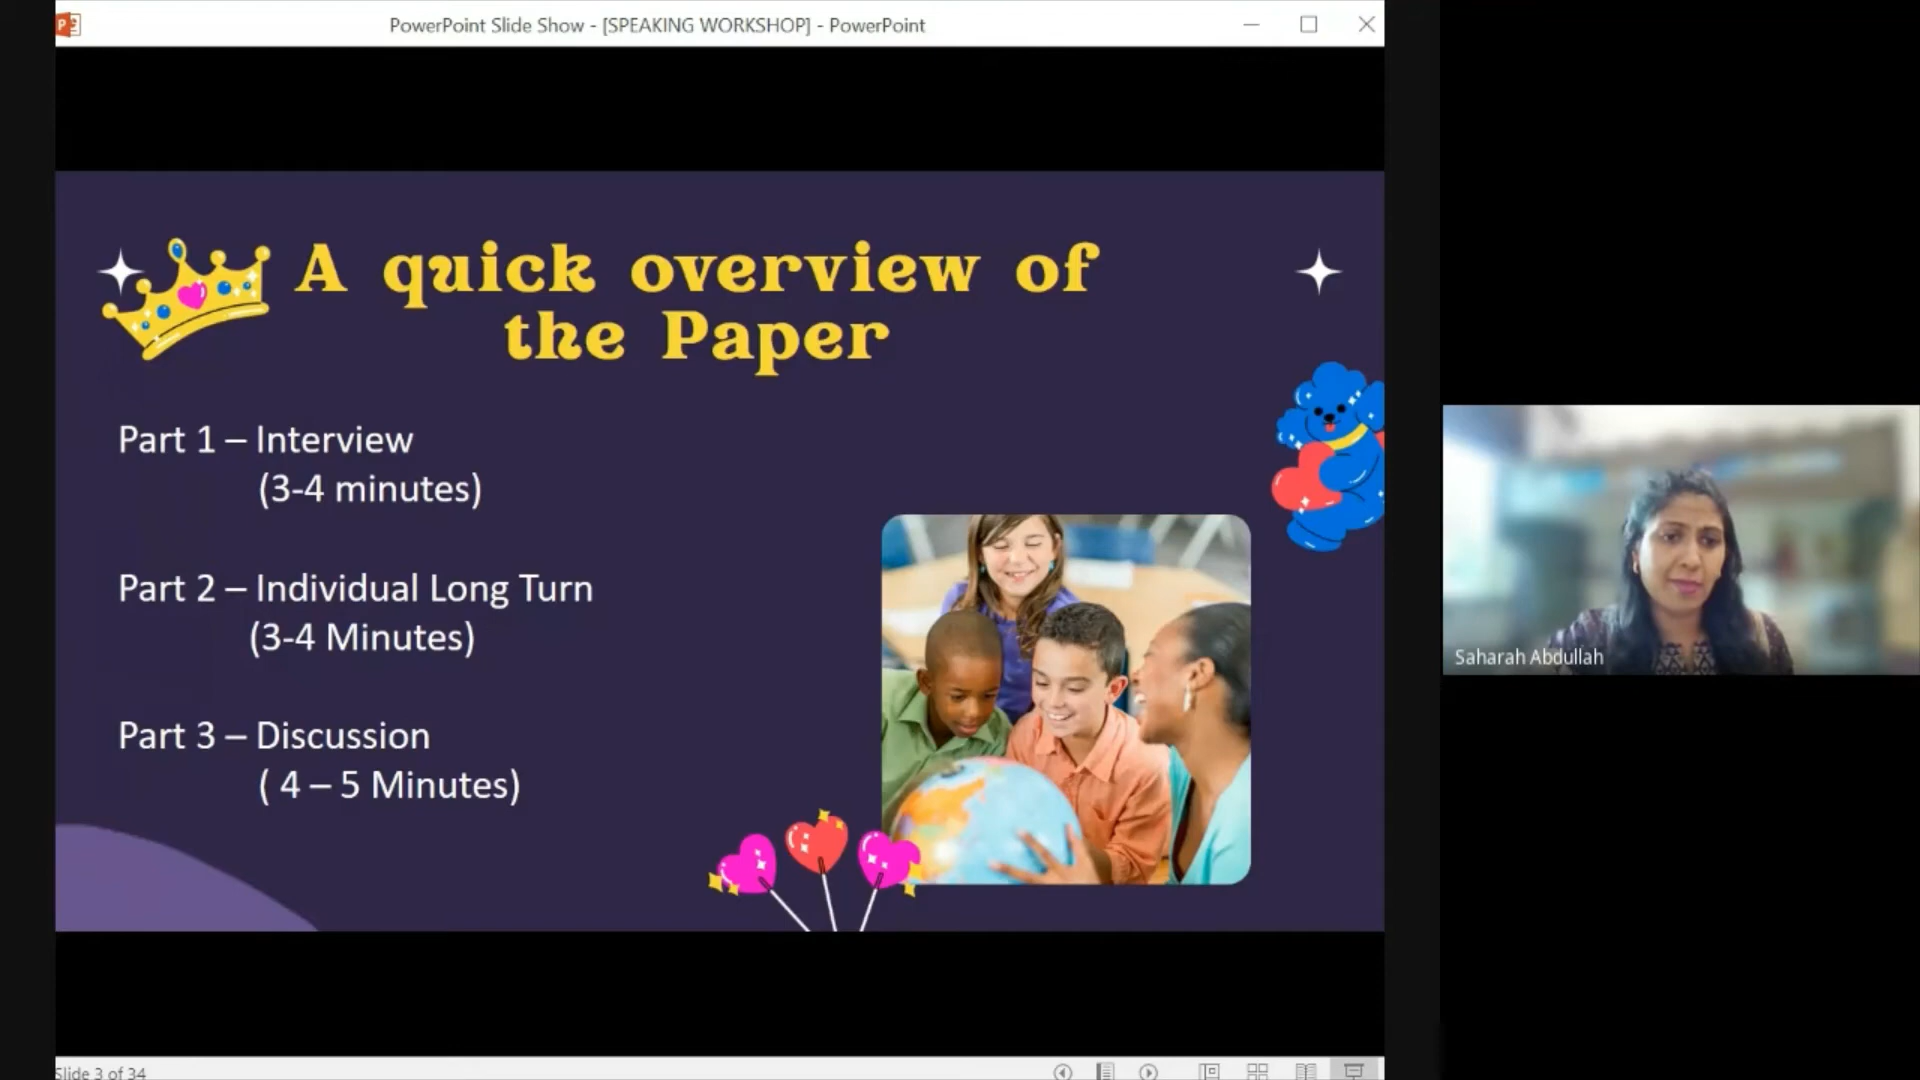 PowerPoint Slide Show - [SPEAKING WORKSHOP] - PowerPoint
A quick overview of
the Paper
Part 1 – Interview
(3-4 minutes)
Part 2 – Individual Long Turn
(3-4 Minutes)
Part 3 – Discussion
( 4 – 5 Minutes)
Saharah Abdullah
Slide 3 of 34